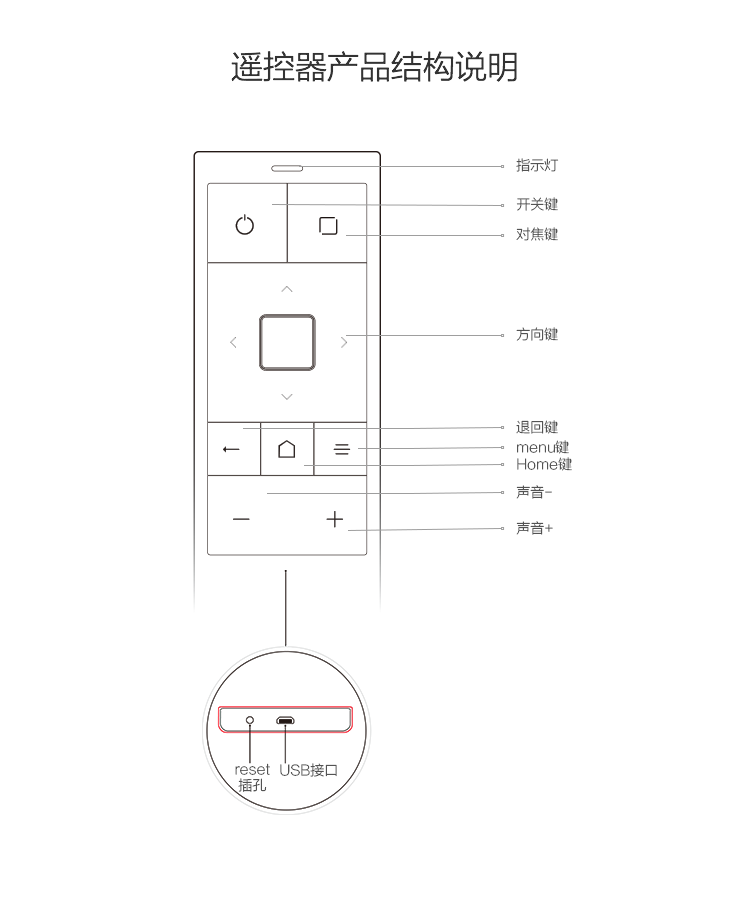 遥控器产品结构说明
指示灯
开关键
对焦键
方向键
退回键
menu键
Home键
声音-
声音+
reset
插孔
USB接口